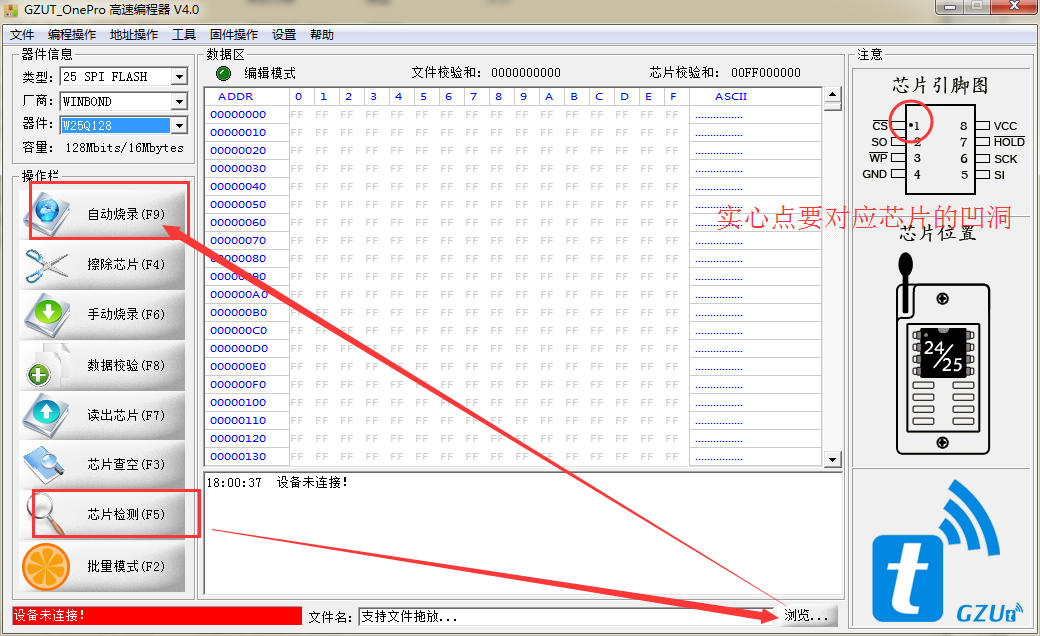 GZUT_OnePro 高速编程器 V4.0
文件 编程操作 地址操作 工具 固件操作 设置 帮助
器件信息
类型: 25 SPI FLASH
厂商: WINBOND
器件: W25Q128
容量: 128Mbits/16Mbytes
操作栏
自动烧录(F9)
擦除芯片(F4)
手动烧录(F6)
数据校验(F8)
读出芯片(F7)
芯片查空(F3)
芯片检测(F5)
批量模式(F2)
数据区
编辑模式 文件校验和: 0000000000 芯片校验和: 00FF000000
ADDR 0 1 2 3 4 5 6 7 8 9 A B C D E F ASCII
00000000 FF FF FF FF FF FF FF FF FF FF FF FF FF FF FF FF ................
00000010 FF FF FF FF FF FF FF FF FF FF FF FF FF FF FF FF ................
00000020 FF FF FF FF FF FF FF FF FF FF FF FF FF FF FF FF ................
00000030 FF FF FF FF FF FF FF FF FF FF FF FF FF FF FF FF ................
00000040 FF FF FF FF FF FF FF FF FF FF FF FF FF FF FF FF ................
00000050 FF FF FF FF FF FF FF FF FF FF FF FF FF FF FF FF ................
00000060 FF FF FF FF FF FF FF FF FF FF FF FF FF FF FF FF ................
00000070 FF FF FF FF FF FF FF FF FF FF FF FF FF FF FF FF ................
00000080 FF FF FF FF FF FF FF FF FF FF FF FF FF FF FF FF ................
00000090 FF FF FF FF FF FF FF FF FF FF FF FF FF FF FF FF ................
000000A0 FF FF FF FF FF FF FF FF FF FF FF FF FF FF FF FF ................
000000B0 FF FF FF FF FF FF FF FF FF FF FF FF FF FF FF FF ................
000000C0 FF FF FF FF FF FF FF FF FF FF FF FF FF FF FF FF ................
000000D0 FF FF FF FF FF FF FF FF FF FF FF FF FF FF FF FF ................
000000E0 FF FF FF FF FF FF FF FF FF FF FF FF FF FF FF FF ................
000000F0 FF FF FF FF FF FF FF FF FF FF FF FF FF FF FF FF ................
00000100 FF FF FF FF FF FF FF FF FF FF FF FF FF FF FF FF ................
00000110 FF FF FF FF FF FF FF FF FF FF FF FF FF FF FF FF ................
00000120 FF FF FF FF FF FF FF FF FF FF FF FF FF FF FF FF ................
00000130 FF FF FF FF FF FF FF FF FF FF FF FF FF FF FF FF ................
18:00:37 设备未连接!
设备未连接!
文件名: 支持文件拖放... 浏览...
注意
芯片引脚图
CS •1 8 VCC
SO 2 7 HOLD
WP 3 6 SCK
GND 4 5 SI
实心点要对应芯片的凹洞
芯片位置
24/25
t
GZUt